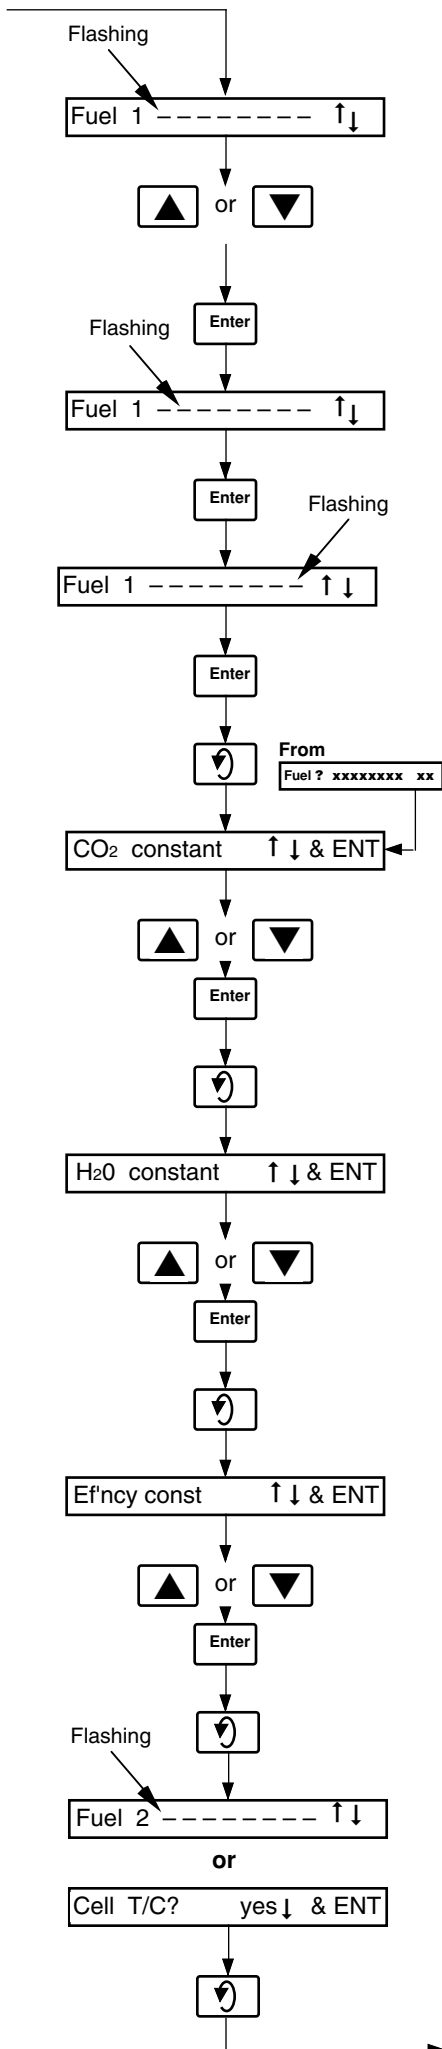 Flashing
Fuel 1 _ _ _ _ _ _ _ _ ↑↓
or
Enter
Flashing
Fuel 1 _ _ _ _ _ _ _ _ ↑↓
Enter
Flashing
Fuel 1 _ _ _ _ _ _ _ _ ↑ ↓
Enter
From
Fuel ? xxxxxxxx xx
CO2 constant ↑ ↓ & ENT
or
Enter
H20 constant ↑ ↓ & ENT
or
Enter
Ef'ncy const ↑ ↓ & ENT
or
Enter
Flashing
Fuel 2 _ _ _ _ _ _ _ _ ↑ ↓
or
Cell T/C? yes ↓ & ENT